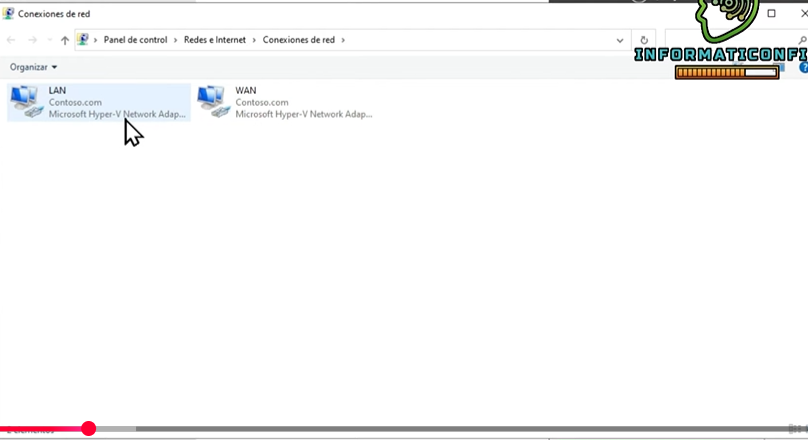 Conexiones de red
Panel de control
Redes e Internet
Conexiones de red
INFORMATICONFI
Organizar
LAN
Contoso.com
Microsoft Hyper-V Network Adap...
WAN
Contoso.com
Microsoft Hyper-V Network Adap...